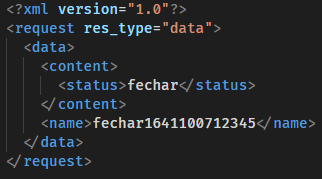 <?xml version="1.0"?>
<request res_type="data">
  <data>
    <content>
      <status>fechar</status>
    </content>
    <name>fechar1641100712345</name>
  </data>
</request>